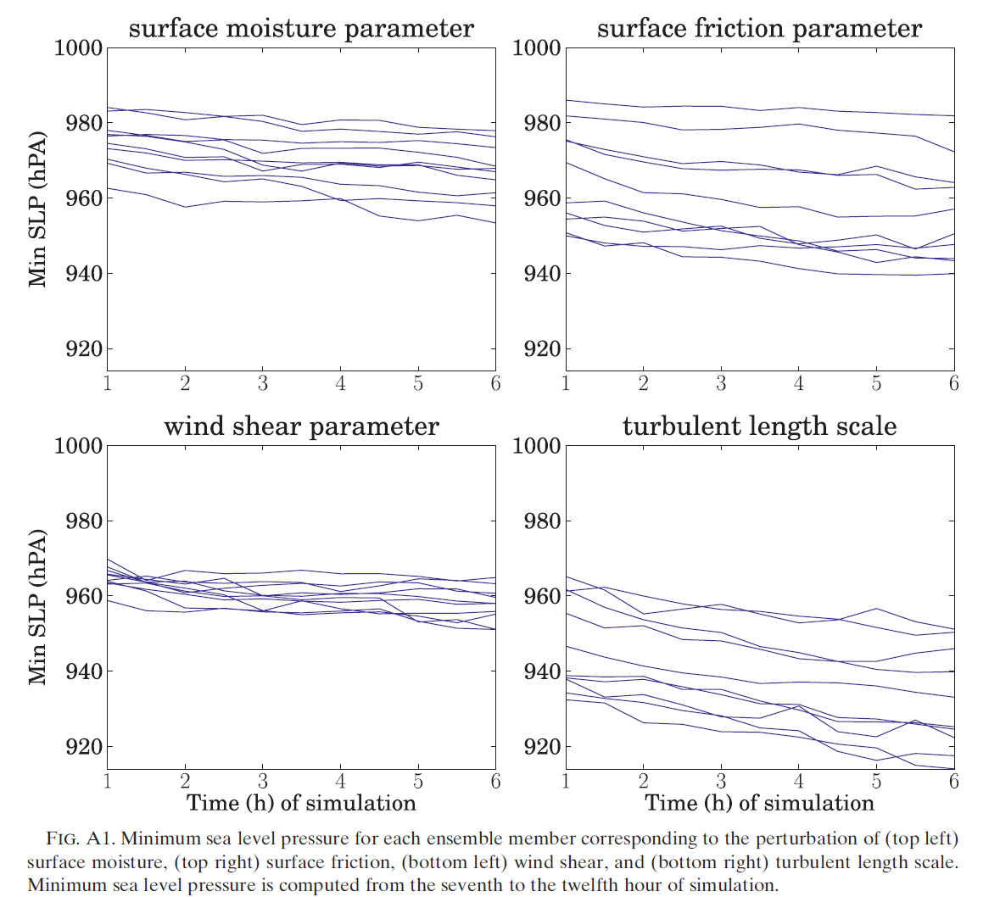 surface moisture parameter
surface friction parameter
1000
980
960
940
920
Min SLP (hPA)
1 2 3 4 5 6
1000
980
960
940
920
1 2 3 4 5 6
wind shear parameter
turbulent length scale
1000
980
960
940
920
Min SLP (hPA)
1 2 3 4 5 6
Time (h) of simulation
1000
980
960
940
920
1 2 3 4 5 6
Time (h) of simulation
FIG. A1. Minimum sea level pressure for each ensemble member corresponding to the perturbation of (top left)
surface moisture, (top right) surface friction, (bottom left) wind shear, and (bottom right) turbulent length scale.
Minimum sea level pressure is computed from the seventh to the twelfth hour of simulation.